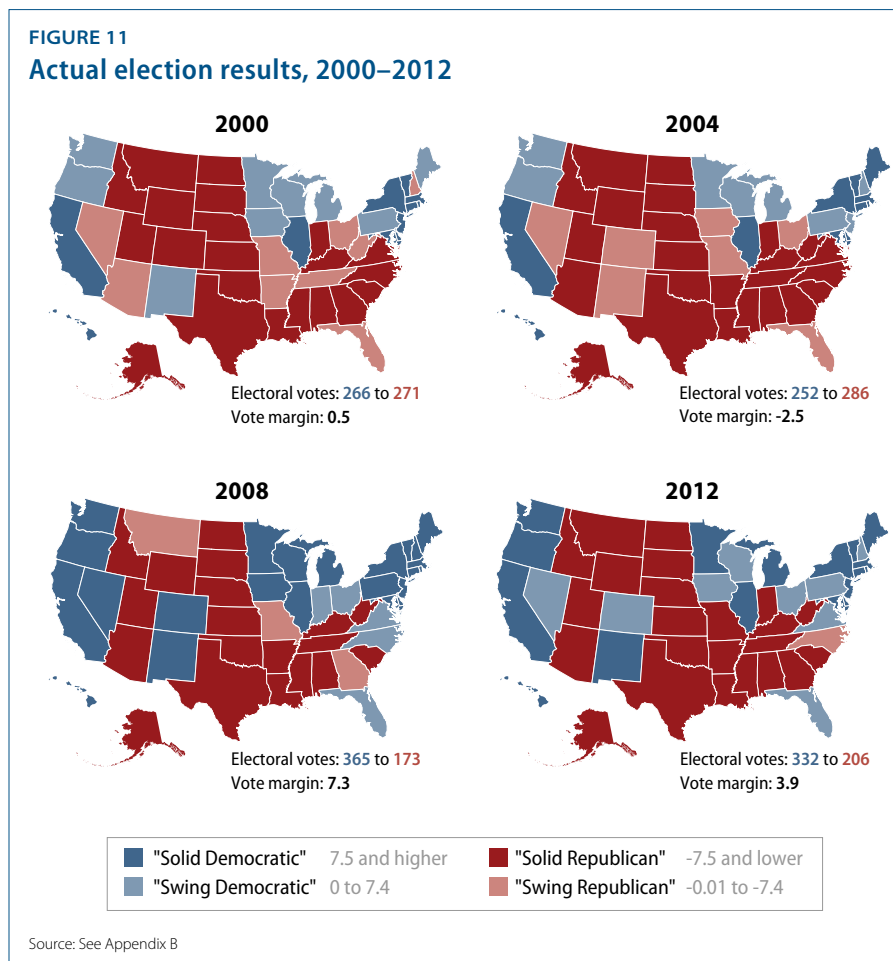 FIGURE 11
Actual election results, 2000–2012
2000
Electoral votes: 266 to 271
Vote margin: 0.5
2004
Electoral votes: 252 to 286
Vote margin: -2.5
2008
Electoral votes: 365 to 173
Vote margin: 7.3
2012
Electoral votes: 332 to 206
Vote margin: 3.9
"Solid Democratic" 7.5 and higher
"Swing Democratic" 0 to 7.4
"Solid Republican" -7.5 and lower
"Swing Republican" -0.01 to -7.4
Source: See Appendix B